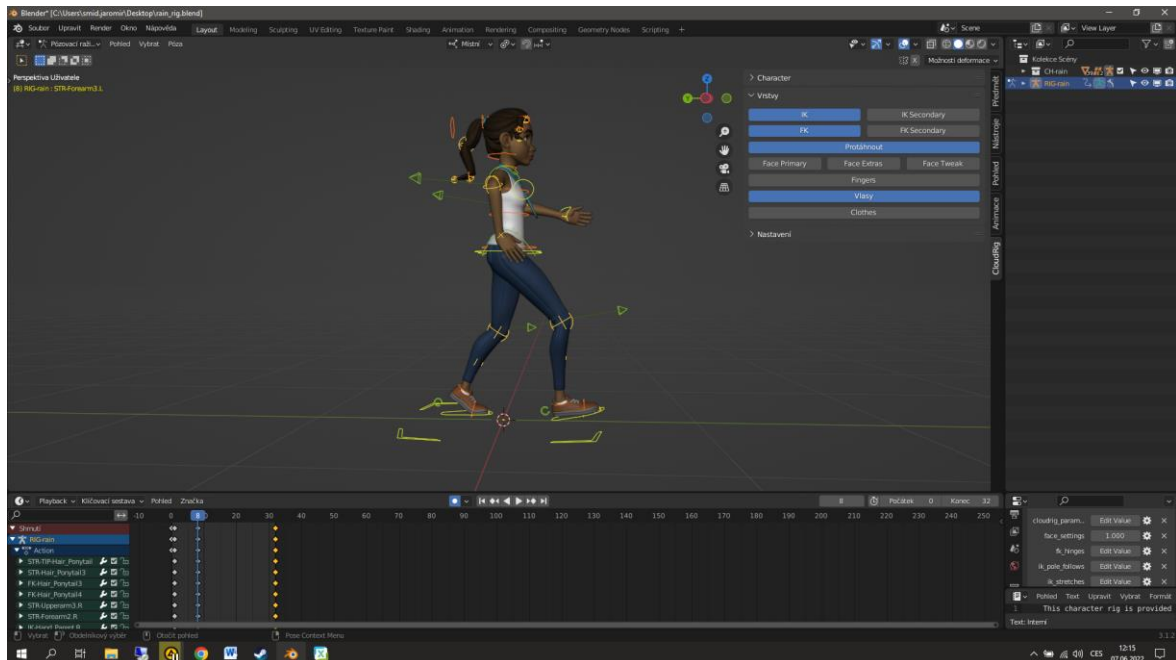 Blender* [C:\Users\smid.jaromir\Desktop\rain_rig.blend]
Soubor Upravit Render Okno Nápověda Layout Modeling Sculpting UV Editing Texture Paint Shading Animation Rendering Compositing Geometry Nodes Scripting + Scene View Layer
Pózovací raži... Pohled Vybrat Póza Místní
Možnosti deformace
Perspektiva Uživatele
(8) RIG-rain : STR-Forearm3.L
Character
Vrstvy
IK IK Secondary
FK FK Secondary
Protáhnout
Face Primary Face Extras Face Tweak
Fingers
Vlasy
Clothes
Nastavení
Předmět
Nástroje
Pohled
Animace
CloudRig
Z
Y
Kolekce Scény
CH-rain
RIG-rain
Playback Klíčovací sestava Pohled Značka 8 Počátek 0 Konec 32
-10 0 8 20 30 40 50 60 70 80 90 100 110 120 130 140 150 160 170 180 190 200 210 220 230 240 250
Shrnutí
RIG-rain
Action
STR-TIP-Hair_Ponytail
STR-Hair_Ponytail3
FK-Hair_Ponytail3
FK-Hair_Ponytail4
STR-Upperarm3.R
STR-Forearm2.R
IK-Hand_Parent.R
cloudrig_param... Edit Value
face_settings 1.000
fk_hinges Edit Value
ik_pole_follows Edit Value
ik_stretches Edit Value
Pohled Text Upravit Vybrat Formát
1 This character rig is provided
Text: Interní
Vybrat Obdélníkový výběr Otočit pohled Pose Context Menu 3.1.2
CES 12:15
07.06.2022